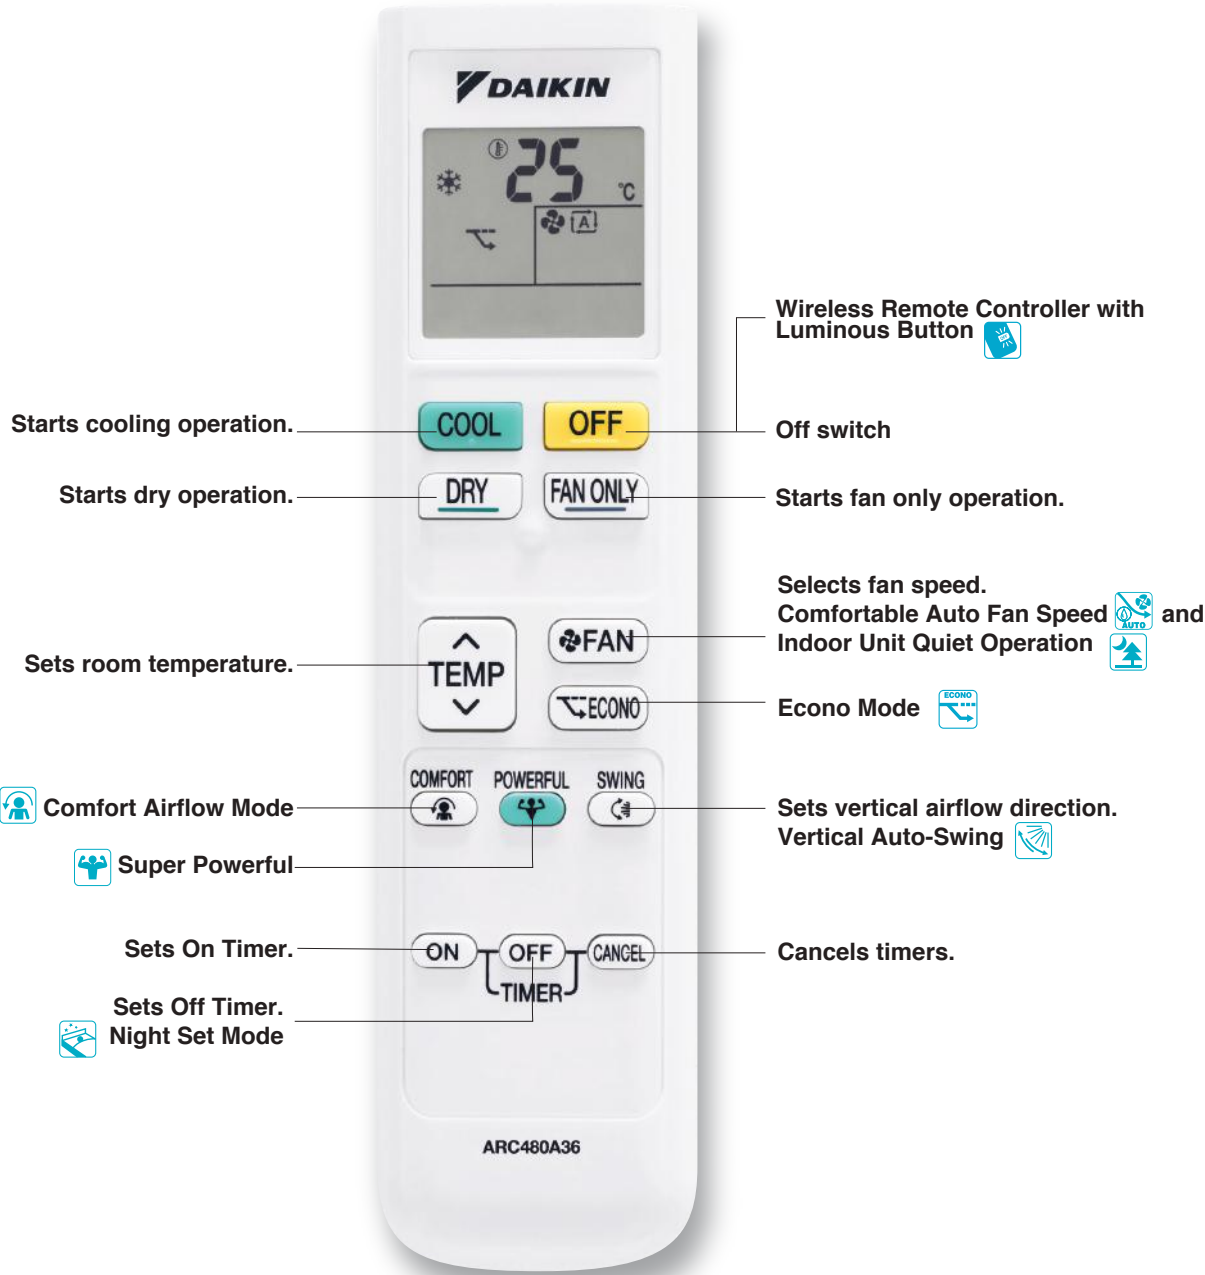 DAIKIN
25 °C
A
Wireless Remote Controller with
Luminous Button
OFF
COOL
OFF
Starts cooling operation.
Off switch
DRY
FAN ONLY
Starts dry operation.
Starts fan only operation.
Selects fan speed.
Comfortable Auto Fan Speed AUTO and
Indoor Unit Quiet Operation
TEMP
FAN
Sets room temperature.
ECONO
Econo Mode
ECONO
COMFORT
POWERFUL
SWING
Comfort Airflow Mode
Sets vertical airflow direction.
Vertical Auto-Swing
Super Powerful
Sets On Timer.
ON
OFF
CANCEL
TIMER
Cancels timers.
Sets Off Timer.
Night Set Mode
ARC480A36